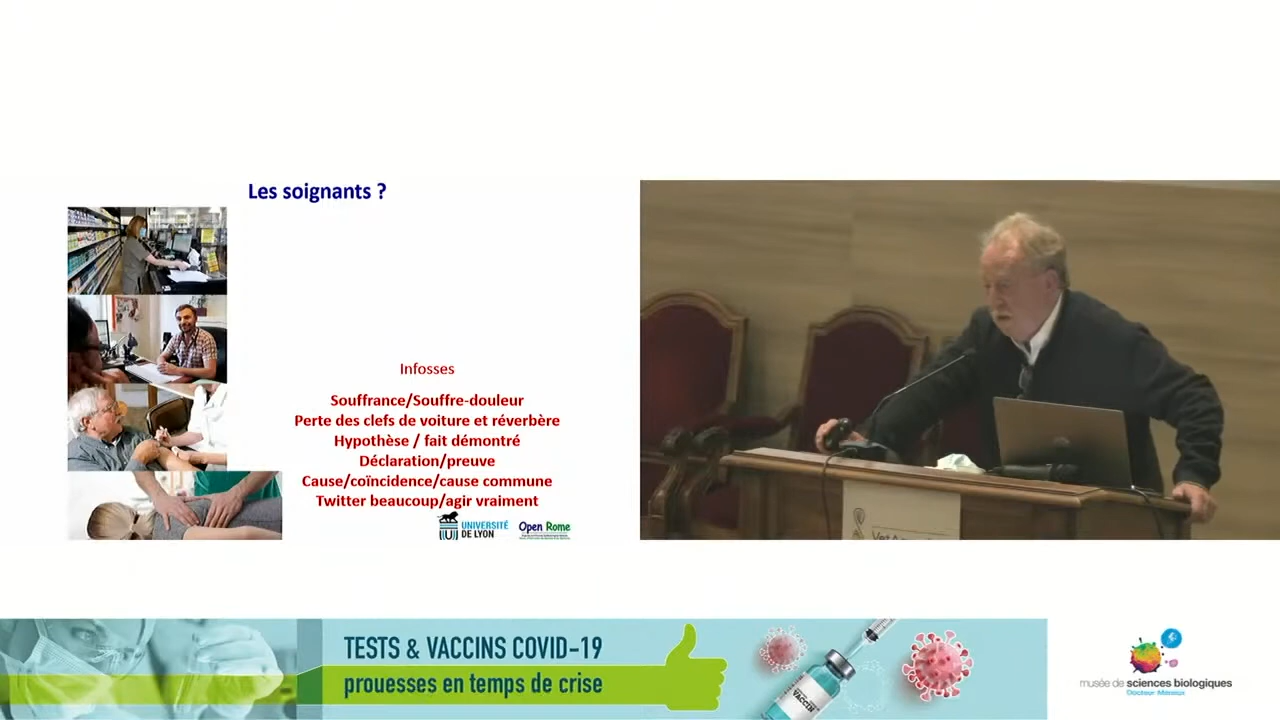 Les soignants ?
Infosses
Souffrance/Souffre-douleur
Perte des clefs de voiture et réverbère
Hypothèse / fait démontré
Déclaration/preuve
Cause/coïncidence/cause commune
Twitter beaucoup/agir vraiment
UNIVERSITÉ
DE LYON
Open Rome
TESTS & VACCINS COVID-19
prouesses en temps de crise
VACCIN
musée de sciences biologiques
Docteur Mérieux